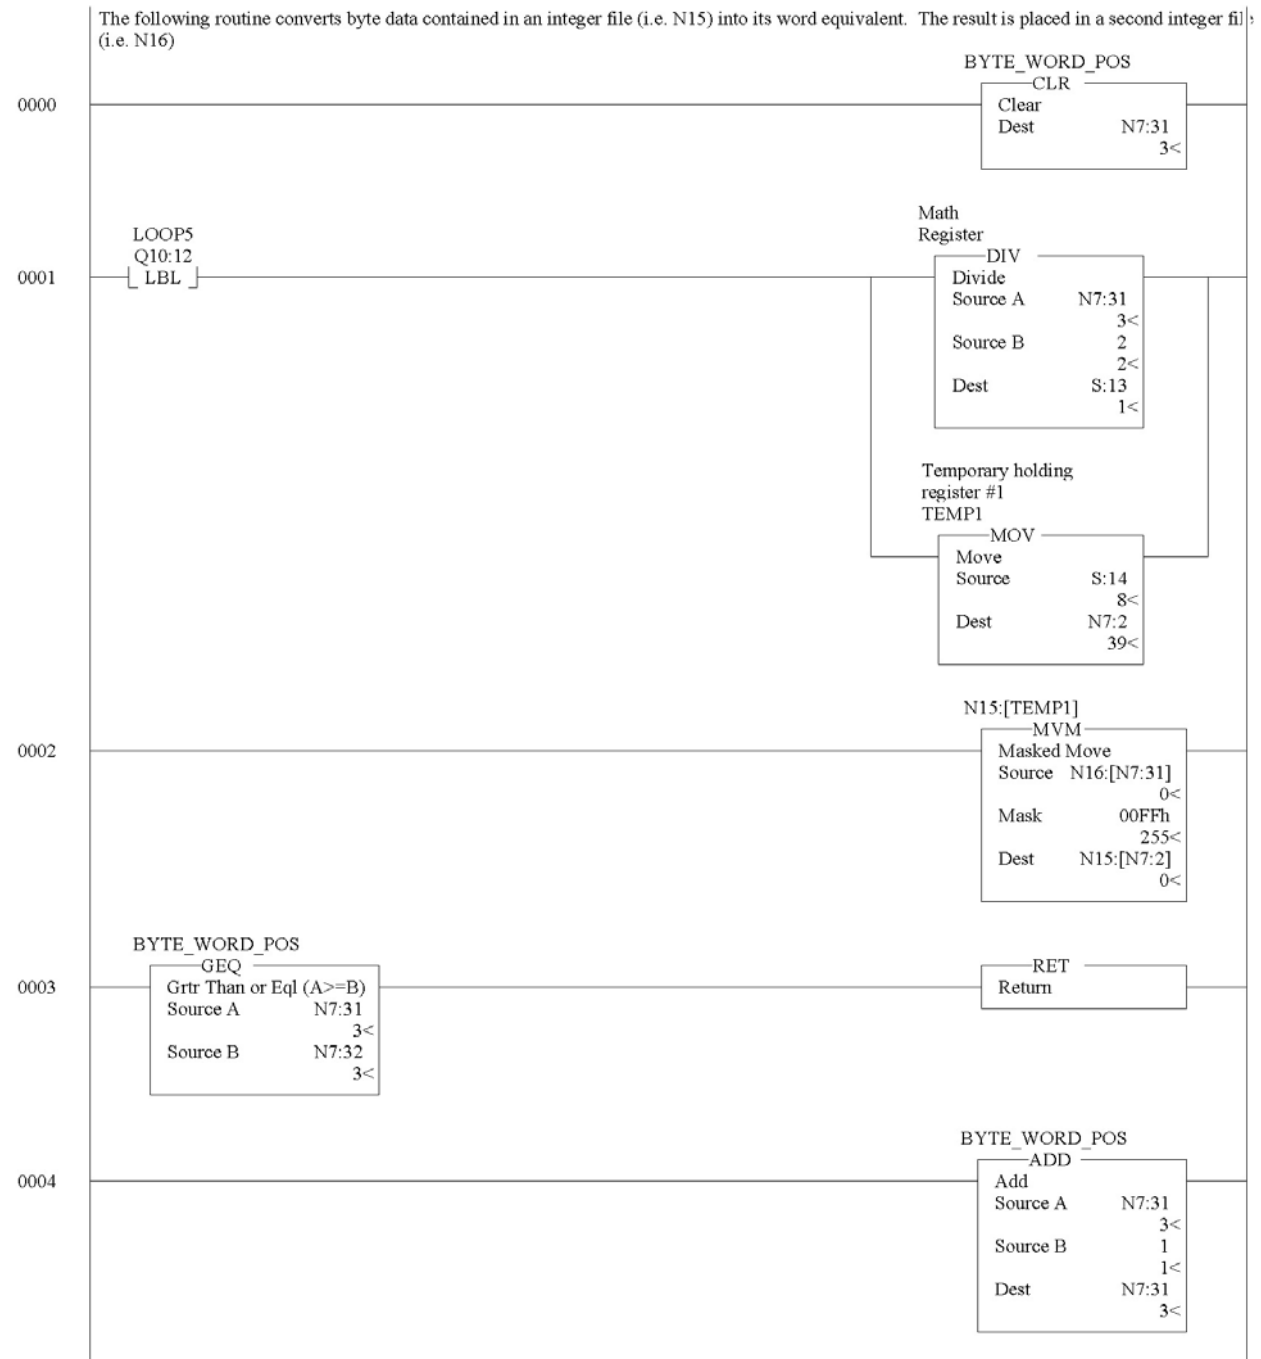 The following routine converts byte data contained in an integer file (i.e. N15) into its word equivalent.  The result is placed in a second integer file
(i.e. N16)
BYTE_WORD_POS
CLR
0000
Clear
Dest N7:31
3<
Math
Register
LOOP5
Q10:12
DIV
0001
LBL
Divide
Source A N7:31
3<
Source B 2
2<
Dest S:13
1<
Temporary holding
register #1
TEMP1
MOV
Move
Source S:14
8<
Dest N7:2
39<
N15:[TEMP1]
MVM
0002
Masked Move
Source N16:[N7:31]
0<
Mask 00FFh
255<
Dest N15:[N7:2]
0<
BYTE_WORD_POS
GEQ
RET
0003
Grtr Than or Eql (A>=B)
Return
Source A N7:31
3<
Source B N7:32
3<
BYTE_WORD_POS
ADD
0004
Add
Source A N7:31
3<
Source B 1
1<
Dest N7:31
3<